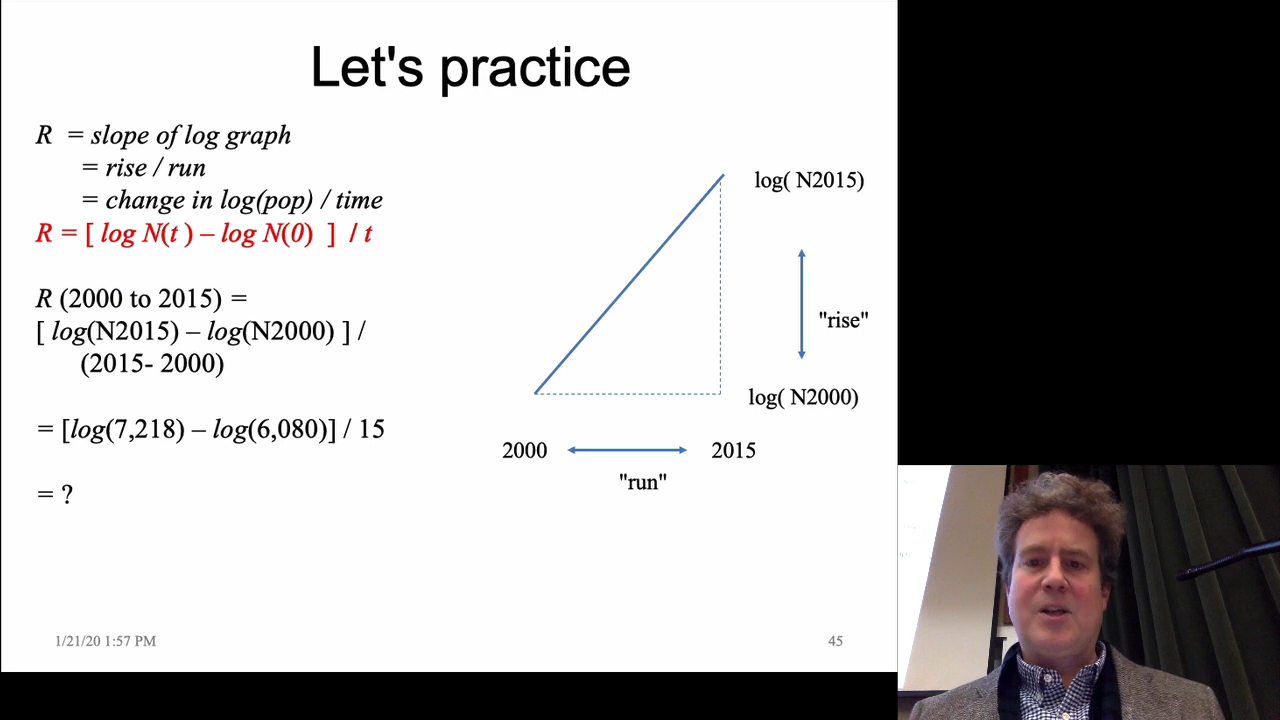 Let's practice
R = slope of log graph
= rise / run
= change in log(pop) / time
R = [ log N(t ) – log N(0) ] / t
R (2000 to 2015) =
[ log(N2015) – log(N2000) ] /
(2015- 2000)
= [log(7,218) – log(6,080)] / 15
= ?
log( N2015)
"rise"
log( N2000)
2000
2015
"run"
1/21/20 1:57 PM
45